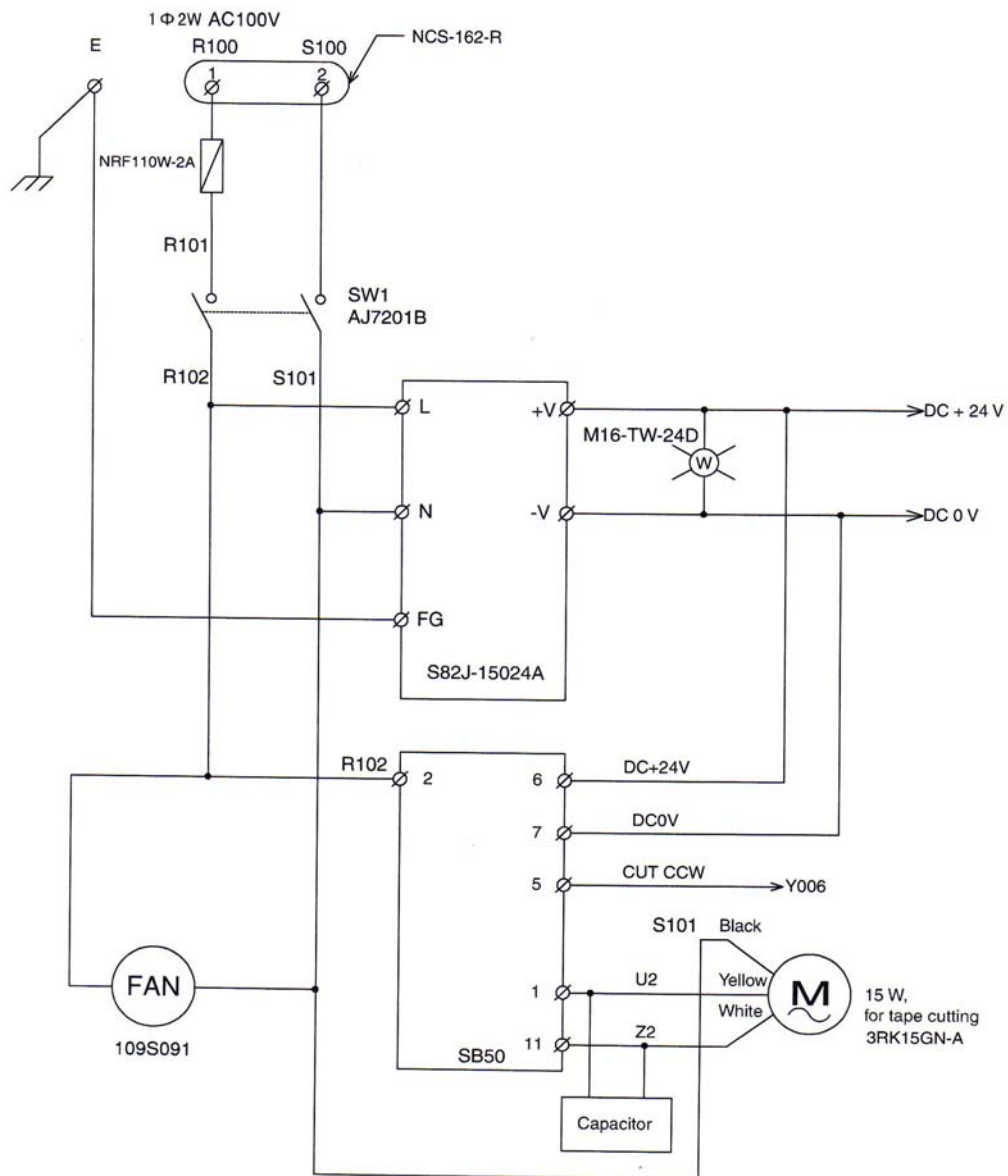 1Φ2W AC100V
E
R100
S100
NCS-162-R
1
2
NRF110W-2A
R101
SW1
AJ7201B
R102
S101
L
+V
DC + 24 V
M16-TW-24D
W
N
-V
DC 0 V
FG
S82J-15024A
R102
2
6
DC+24V
7
DC0V
5
CUT CCW
Y006
S101
Black
FAN
1
U2
Yellow
M
15 W,
for tape cutting
3RK15GN-A
White
11
Z2
109S091
SB50
Capacitor